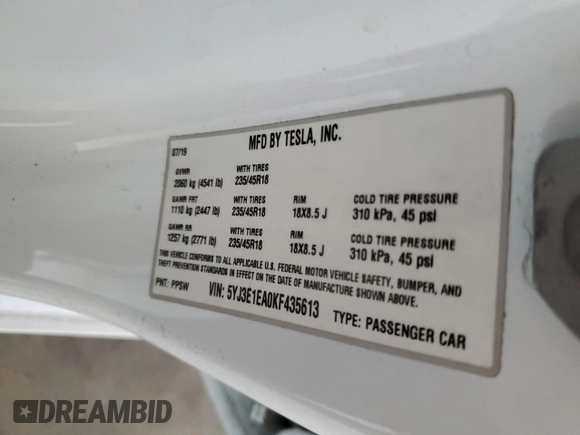 MFD BY TESLA, INC.
07/19
GVWR WITH TIRES
2060 kg (4541 lb) 235/45R18
GAWR FRT WITH TIRES RIM COLD TIRE PRESSURE
1110 kg (2447 lb) 235/45R18 18X8.5 J 310 kPa, 45 psi
GAWR RR WITH TIRES RIM COLD TIRE PRESSURE
1257 kg (2771 lb) 235/45R18 18X8.5 J 310 kPa, 45 psi
THIS VEHICLE CONFORMS TO ALL APPLICABLE U.S. FEDERAL MOTOR VEHICLE SAFETY, BUMPER, AND
THEFT PREVENTION STANDARDS IN EFFECT ON THE DATE OF MANUFACTURE SHOWN ABOVE.
PNT: PPSW VIN: 5YJ3E1EA0KF435613 TYPE: PASSENGER CAR
DREAMBID